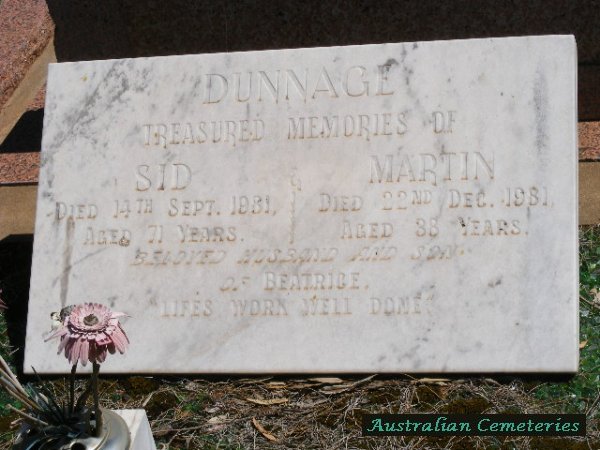 DUNNAGE
TREASURED MEMORIES OF
SID & MARTIN
DIED 14TH SEPT. 1981, DIED 22ND DEC. 1981.
AGED 71 YEARS. AGED 38 YEARS.
BELOVED HUSBAND AND SON
OF BEATRICE.
"LIFES WORK WELL DONE"
Australian Cemeteries